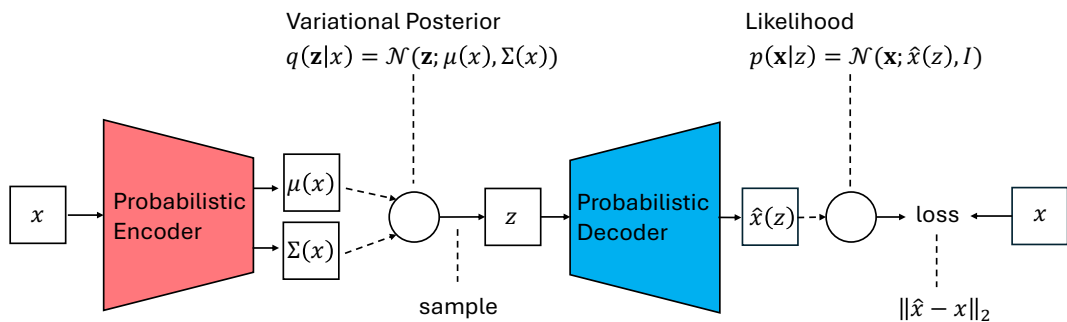 Variational Posterior
q(𝐳|x) = 𝒩(𝐳; μ(x), Σ(x))
Likelihood
p(𝐱|z) = 𝒩(𝐱; x̂(z), I)
x
Probabilistic
Encoder
μ(x)
Σ(x)
sample
z
Probabilistic
Decoder
x̂(z)
loss
x
‖x̂ − x‖₂